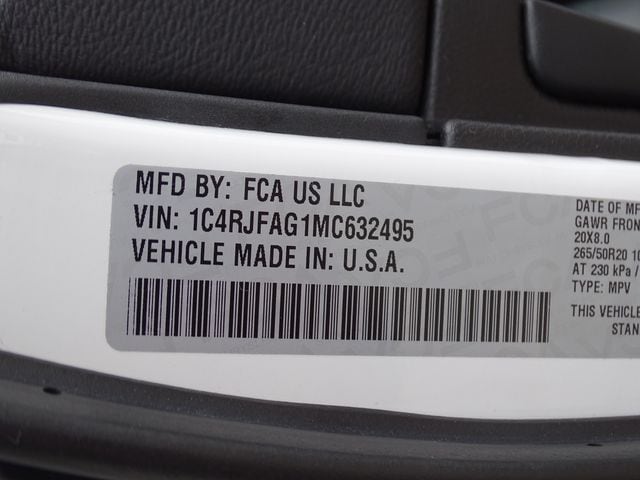 MFD BY: FCA US LLC
VIN: 1C4RJFAG1MC632495
VEHICLE MADE IN: U.S.A.
DATE OF MF
GAWR FRON
20X8.0
265/50R20 10
AT 230 kPa /
TYPE: MPV
THIS VEHICLE
STAN